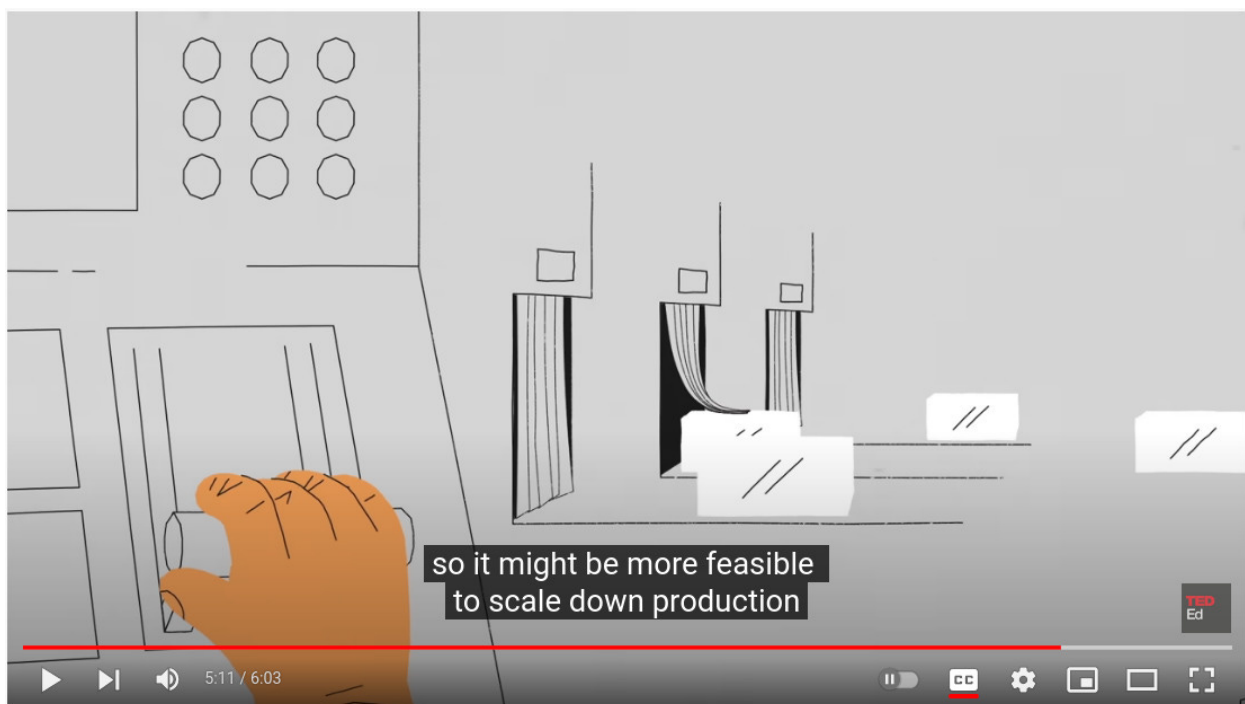 so it might be more feasible
to scale down production
TED
Ed
5:11 / 6:03
CC